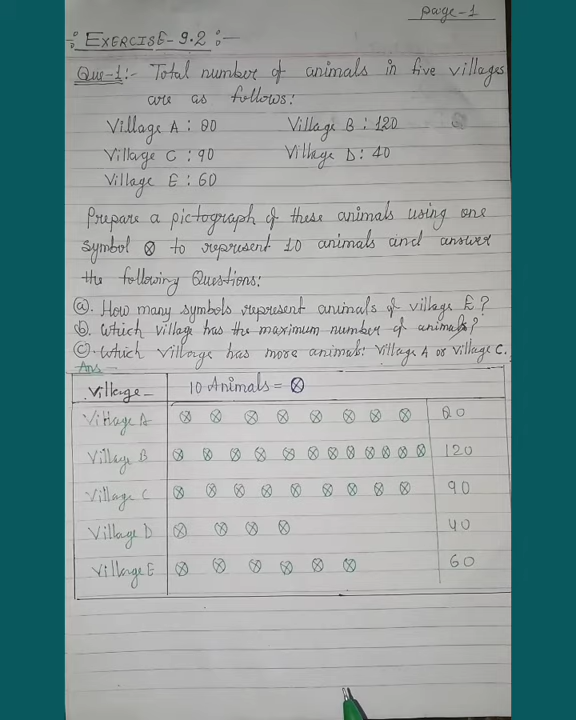 page-1
-: EXERCISE-9.2 :-
Que-1:- Total number of animals in five villages
are as follows:
Village A : 80 Village B : 120
Village C : 90 Village D : 40
Village E : 60
Prepare a pictograph of these animals using one
symbol ⊗ to represent 10 animals and answer
the following Questions:
(a). How many symbols represent animals of village E?
(b). Which village has the maximum number of animals?
(c). Which village has more animals: Village A or Village C.
Ans -
Village 10 Animals = ⊗
Village A ⊗ ⊗ ⊗ ⊗ ⊗ ⊗ ⊗ ⊗ 80
Village B ⊗ ⊗ ⊗ ⊗ ⊗ ⊗ ⊗ ⊗ ⊗ ⊗ ⊗ ⊗ 120
Village C ⊗ ⊗ ⊗ ⊗ ⊗ ⊗ ⊗ ⊗ ⊗ 90
Village D ⊗ ⊗ ⊗ ⊗ 40
Village E ⊗ ⊗ ⊗ ⊗ ⊗ ⊗ 60